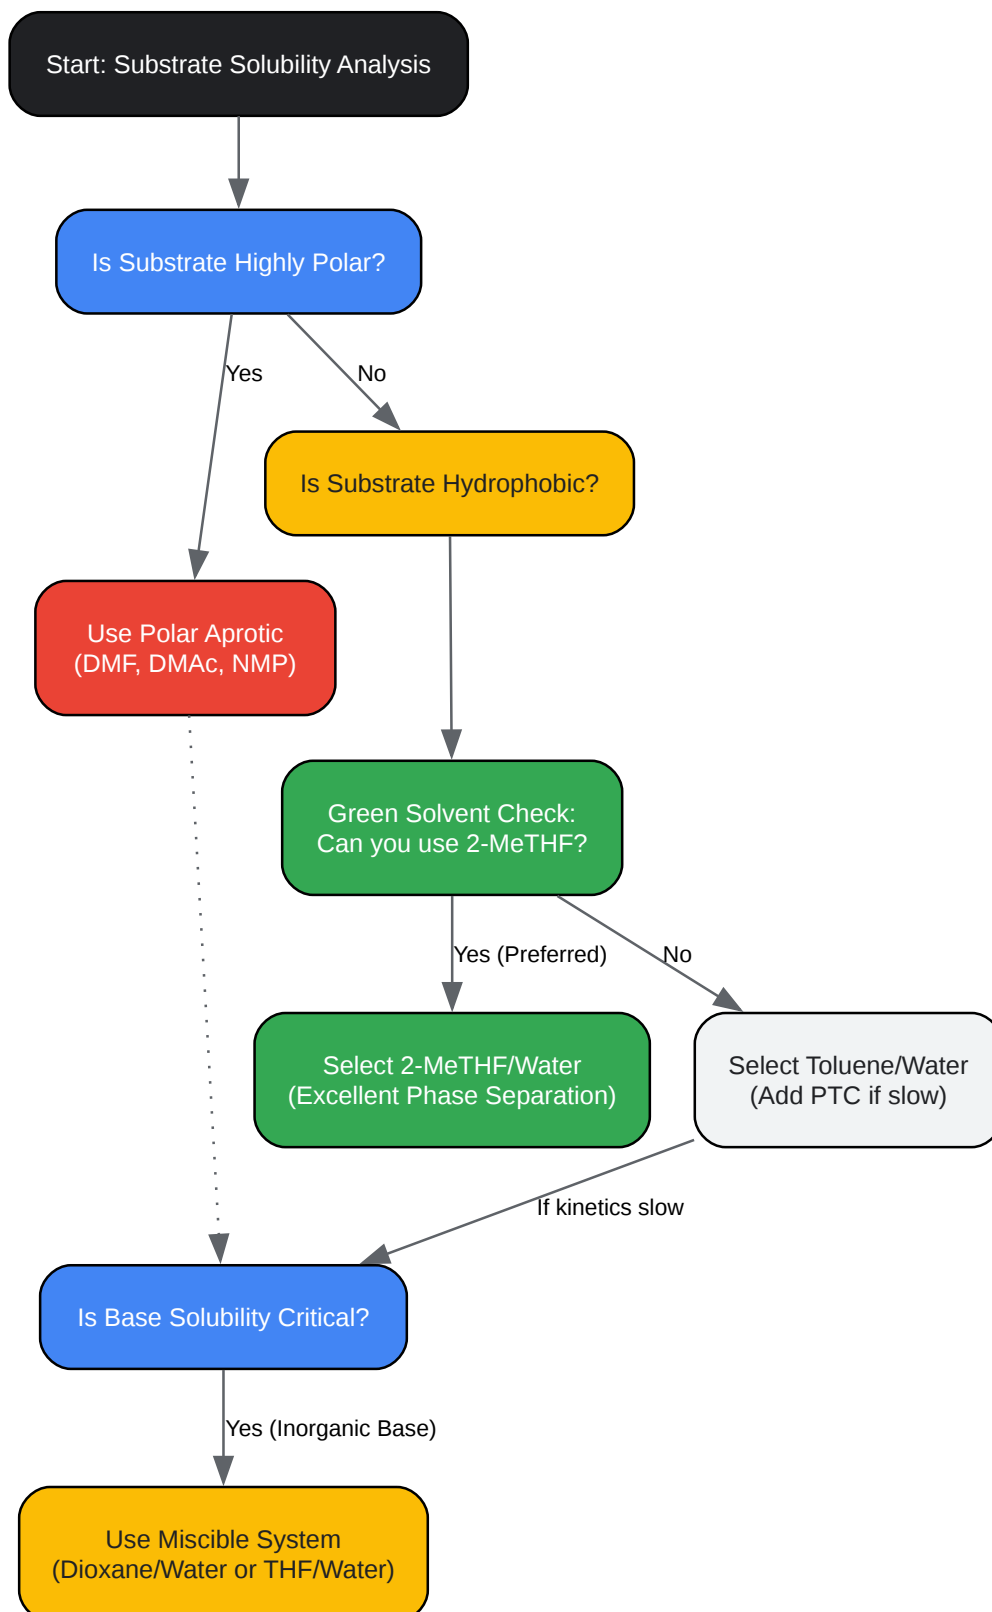 Start: Substrate Solubility Analysis
Is Substrate Highly Polar?
Yes
No
Is Substrate Hydrophobic?
Use Polar Aprotic
(DMF, DMAc, NMP)
Green Solvent Check:
Can you use 2-MeTHF?
Yes (Preferred)
No
Select 2-MeTHF/Water
(Excellent Phase Separation)
Select Toluene/Water
(Add PTC if slow)
If kinetics slow
Is Base Solubility Critical?
Yes (Inorganic Base)
Use Miscible System
(Dioxane/Water or THF/Water)